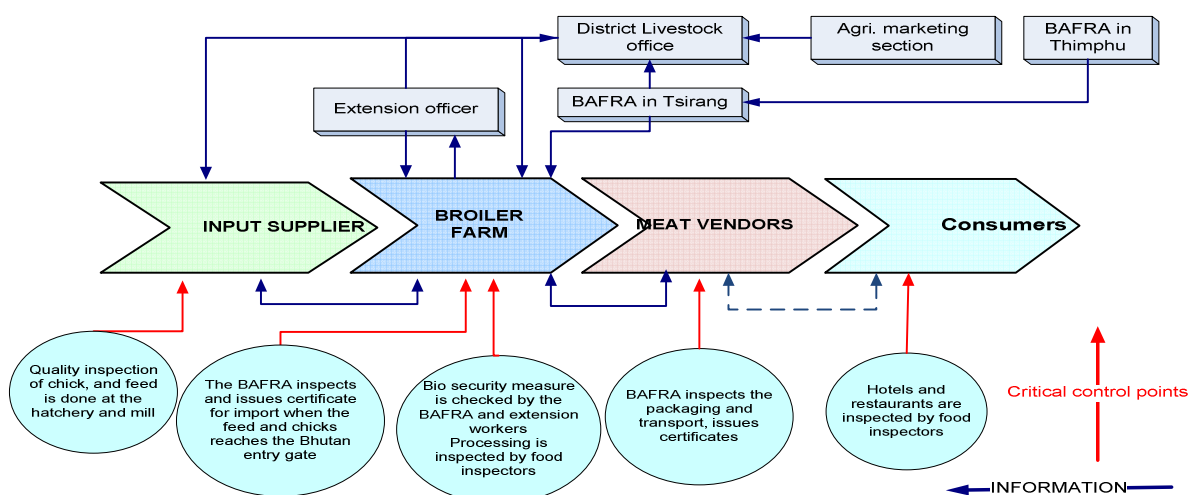 District Livestock
office
Agri. marketing
section
BAFRA in
Thimphu
Extension officer
BAFRA in Tsirang
INPUT SUPPLIER
BROILER
FARM
MEAT VENDORS
Consumers
Quality inspection
of chick, and feed
is done at the
hatchery and mill
The BAFRA inspects
and issues certificate
for import when the
feed and chicks
reaches the Bhutan
entry gate
Bio security measure
is checked by the
BAFRA and extension
workers
Processing is
inspected by food
inspectors
BAFRA inspects the
packaging and
transport, issues
certificates
Hotels and
restaurants are
inspected by food
inspectors
Critical control points
INFORMATION